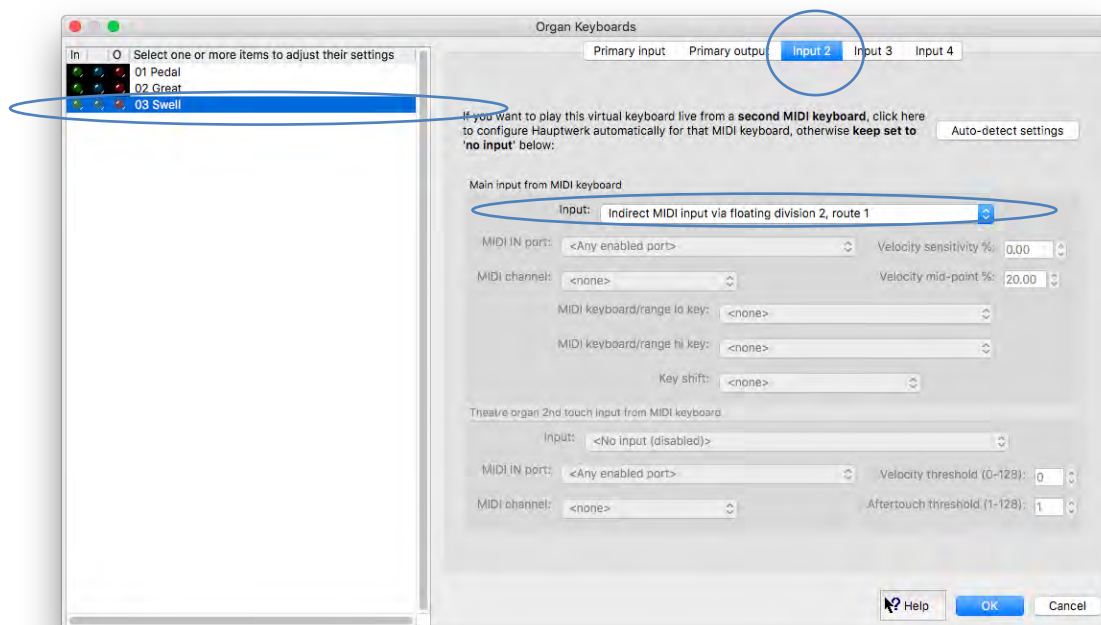 Organ Keyboards
In O Select one or more items to adjust their settings
01 Pedal
02 Great
03 Swell
Primary input Primary output Input 2 Input 3 Input 4
If you want to play this virtual keyboard live from a second MIDI keyboard, click here
to configure Hauptwerk automatically for that MIDI keyboard, otherwise keep set to
'no input' below:
Auto-detect settings
Main input from MIDI keyboard
Input: Indirect MIDI input via floating division 2, route 1
MIDI IN port: <Any enabled port> Velocity sensitivity %: 0.00
MIDI channel: <none> Velocity mid-point %: 20.00
MIDI keyboard/range lo key: <none>
MIDI keyboard/range hi key: <none>
Key shift: <none>
Theatre organ 2nd touch input from MIDI keyboard
Input: <No input (disabled)>
MIDI IN port: <Any enabled port> Velocity threshold (0-128): 0
MIDI channel: <none> Aftertouch threshold (1-128): 1
? Help OK Cancel